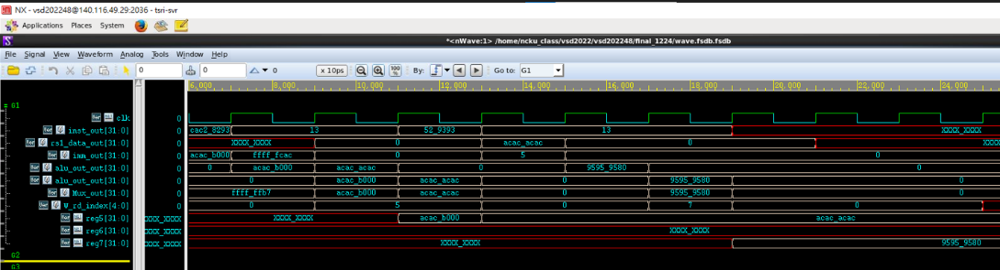 NX - vsd202248@140.116.49.29:2036 - tsri-svr
Applications Places System
*<nWave:1> /home/ncku_class/vsd2022/vsd202248/final_1224/wave.fsdb.fsdb
File Signal View Waveform Analog Tools Window Help
0 0 0 x 10ps 100% By: Go to: G1
6,000 8,000 10,000 12,000 14,000 16,000 18,000 20,000 22,000 24,000
G1
clk 0
inst_out[31:0] 0 cac2_8293 13 52_9393 13 XXXX_XXXX
rs1_data_out[31:0] 0 XXXX_XXXX 0 acac_acac 0
imm_out[31:0] 0 acac_b000 ffff_fcac 0 5 0
alu_out_out[31:0] 0 0 acac_b000 acac_acac 0 9595_9580 0
alu_out_out[31:0] 0 0 acac_b000 acac_acac 0 9595_9580 0
Mux_out[31:0] 0 ffff_ffb7 acac_b000 acac_acac 0 9595_9580 0
W_rd_index[4:0] 0 0 5 0 7 0
reg5[31:0] XXXX_XXXX XXXX_XXXX acac_b000 acac_acac
reg6[31:0] XXXX_XXXX XXXX_XXXX
reg7[31:0] XXXX_XXXX XXXX_XXXX 9595_9580
G2
G3